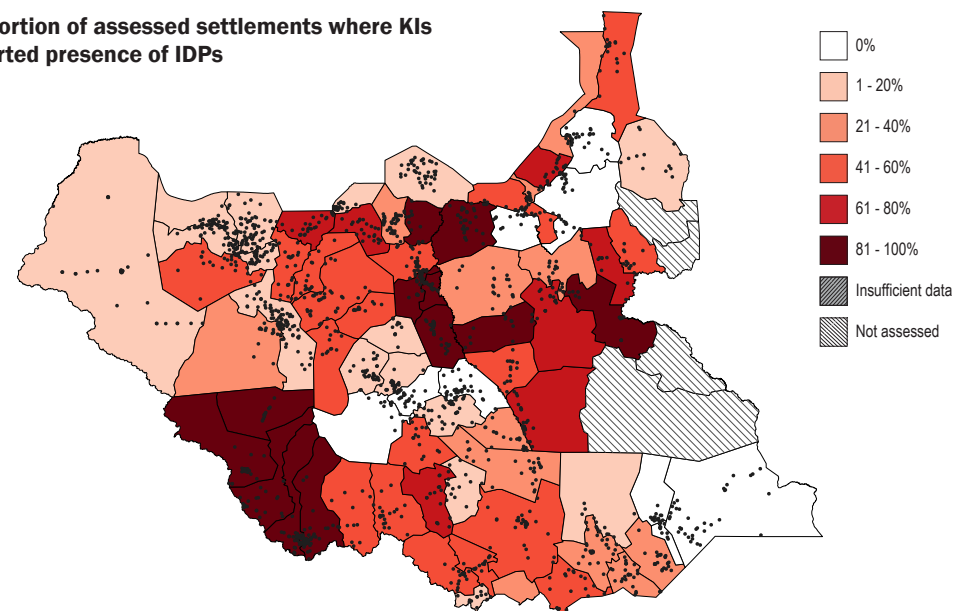 ortion of assessed settlements where KIs
rted presence of IDPs
0%
1 - 20%
21 - 40%
41 - 60%
61 - 80%
81 - 100%
Insufficient data
Not assessed